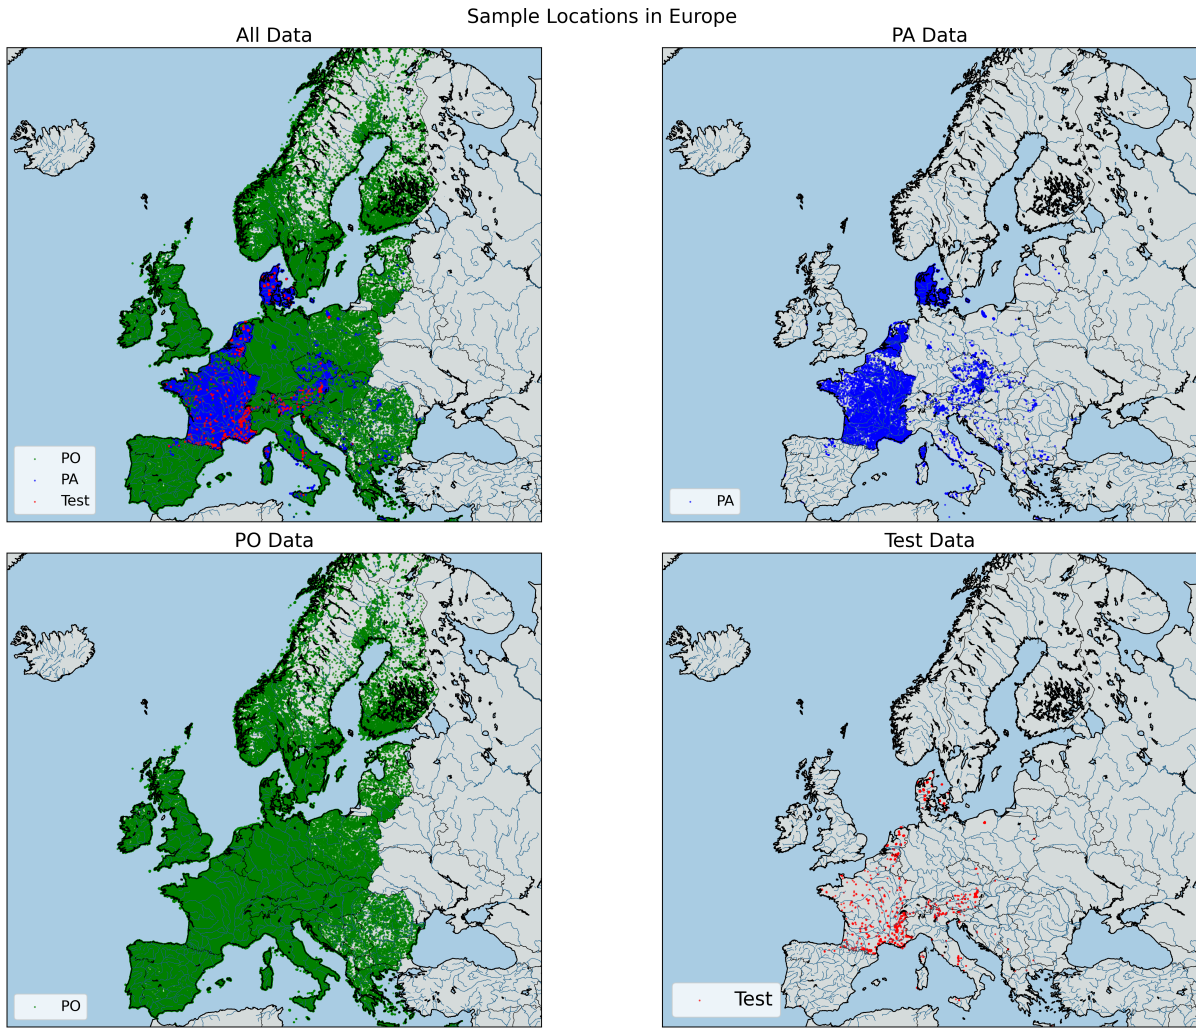 Sample Locations in Europe
All Data
PA Data
PO
PA
Test
PA
PO Data
Test Data
PO
Test